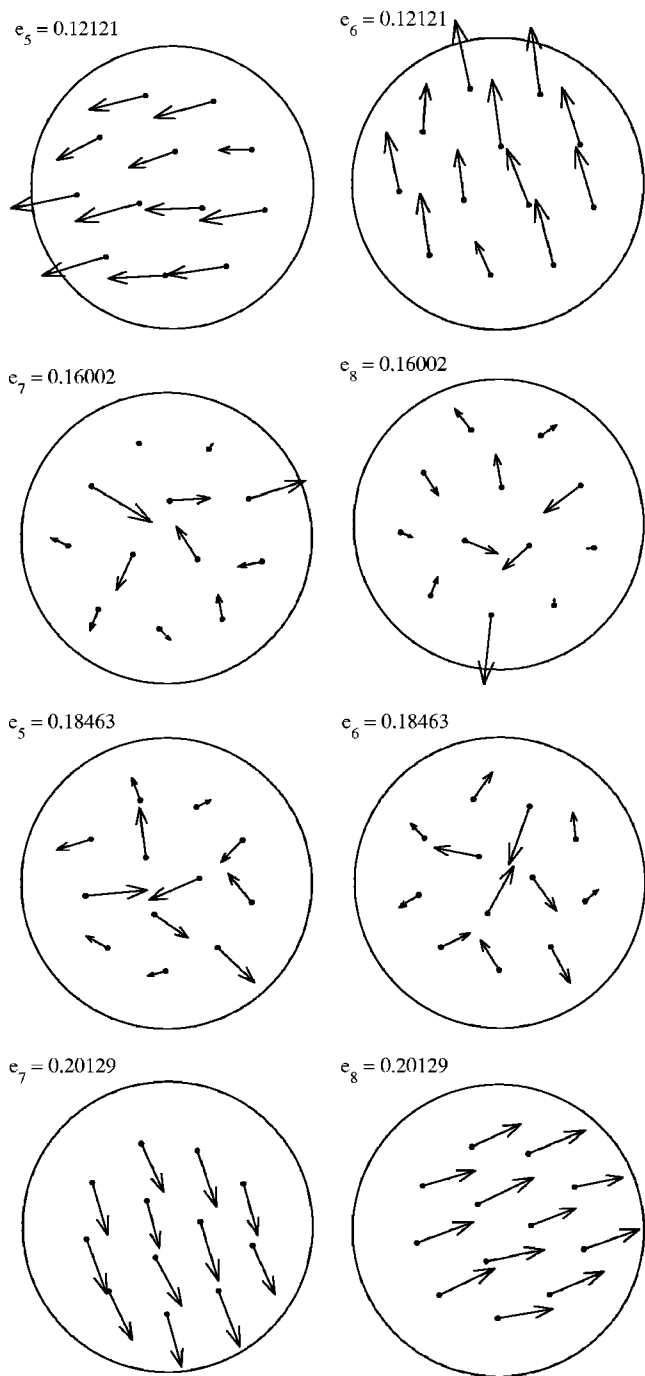 e5 = 0.12121
e6 = 0.12121
e7 = 0.16002
e8 = 0.16002
e5 = 0.18463
e6 = 0.18463
e7 = 0.20129
e8 = 0.20129